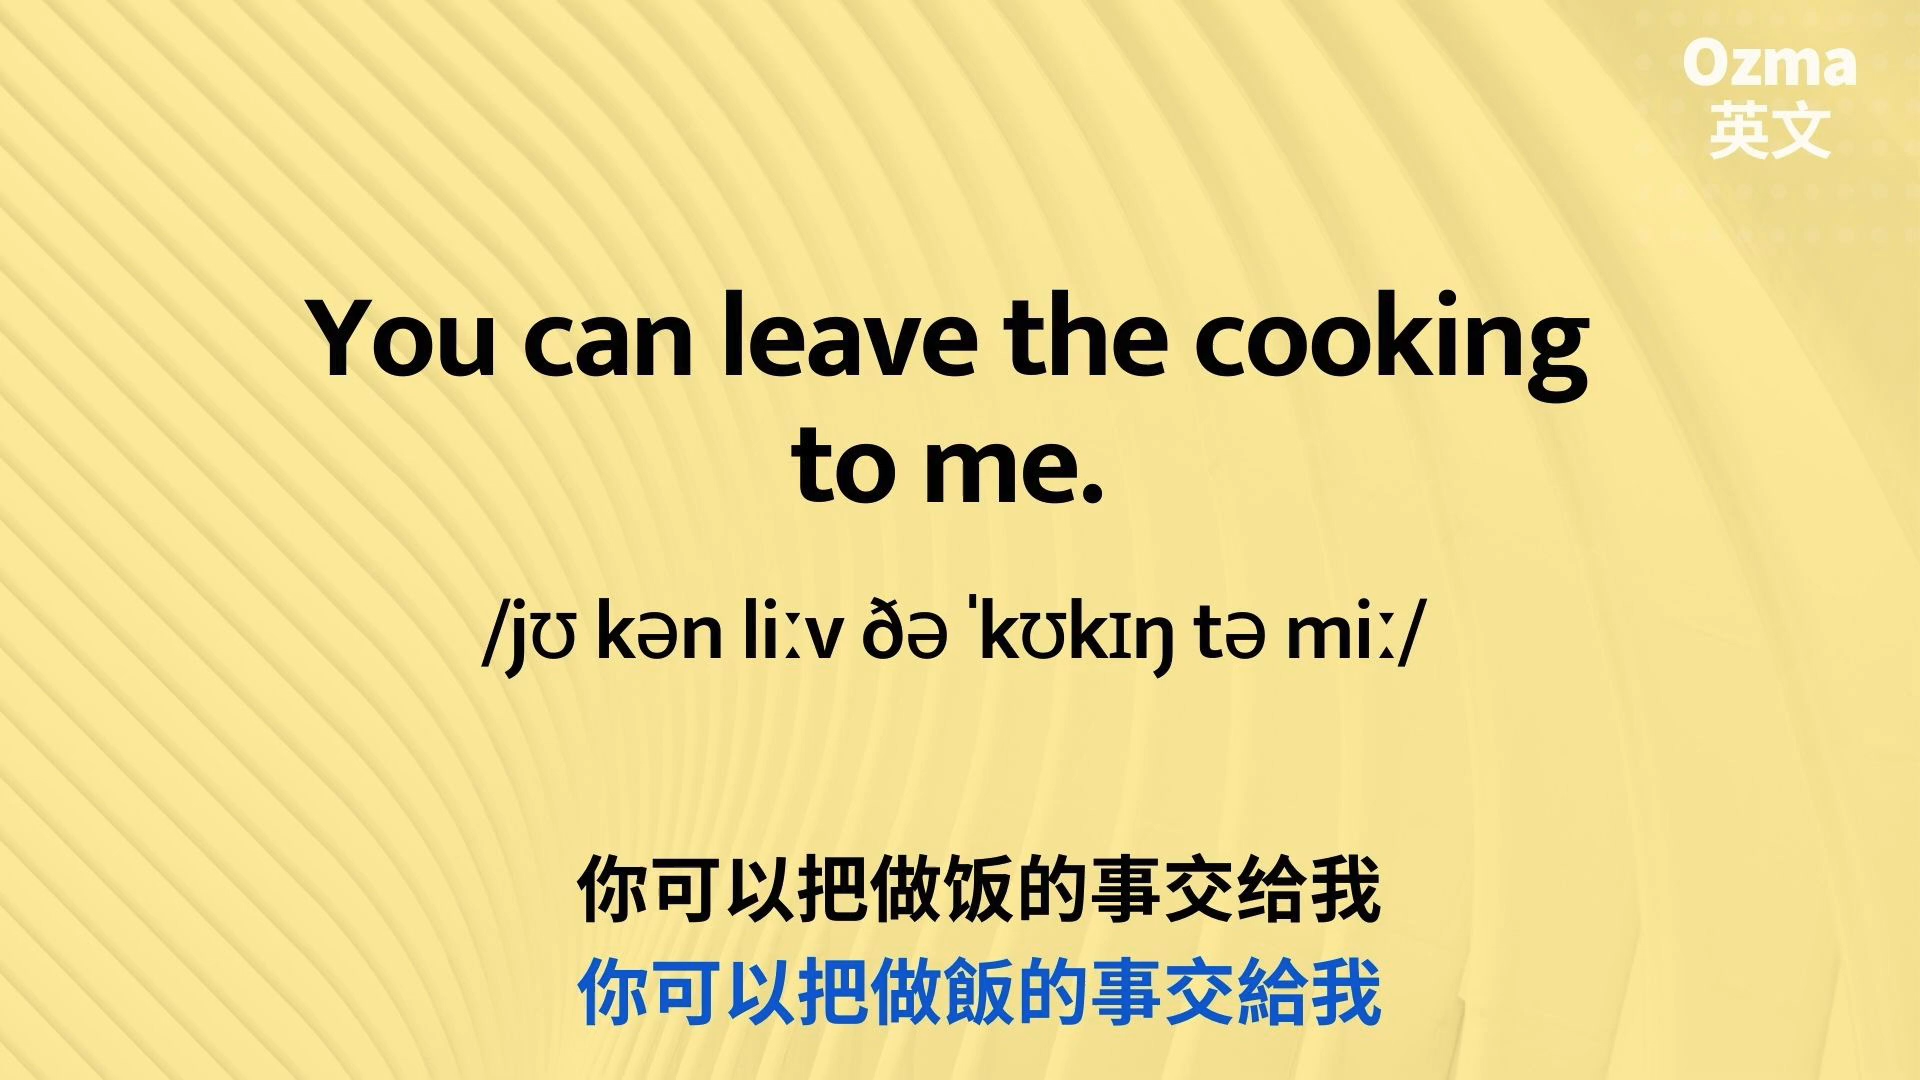 Ozma
英文
You can leave the cooking
to me.
/jʊ kən liːv ðə ˈkʊkɪŋ tə miː/
你可以把做饭的事交给我
你可以把做飯的事交給我